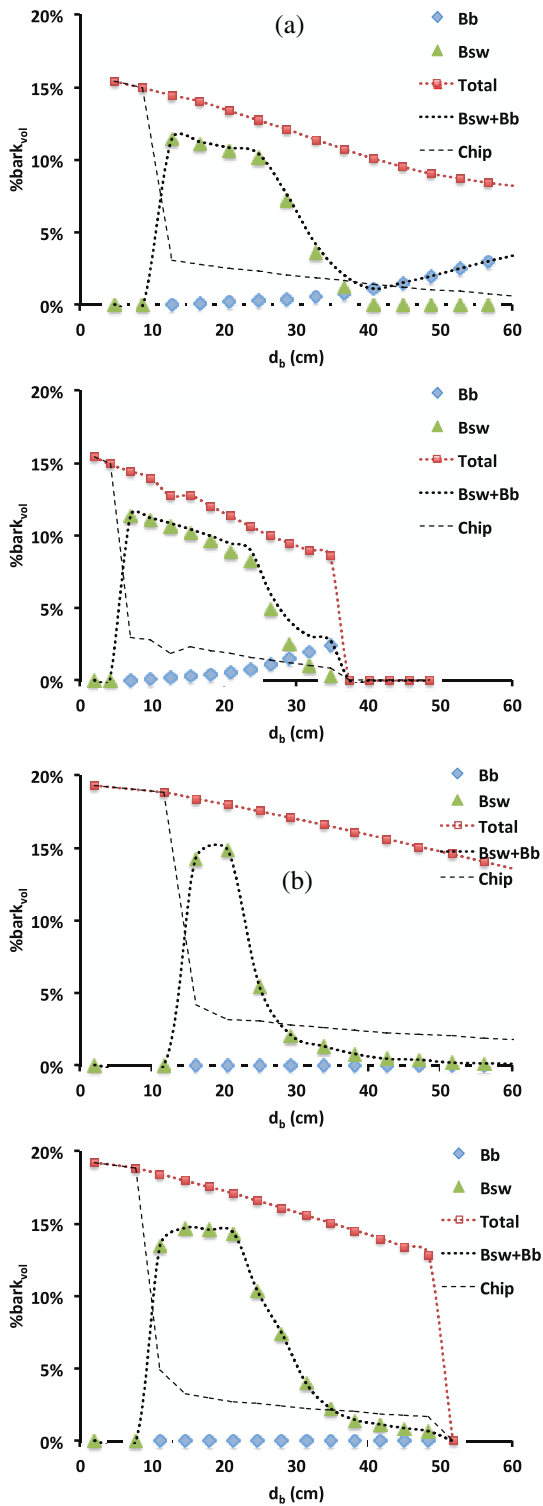 20%
15%
10%
5%
0%
%bark_vol
0 10 20 30 40 50 60
d_b (cm)
(a)
Bb
Bsw
Total
Bsw+Bb
Chip
20%
15%
10%
5%
0%
%bark_vol
0 10 20 30 40 50 60
d_b (cm)
Bb
Bsw
Total
Bsw+Bb
Chip
20%
15%
10%
5%
0%
%bark_vol
0 10 20 30 40 50 60
d_b (cm)
(b)
Bb
Bsw
Total
Bsw+Bb
Chip
20%
15%
10%
5%
0%
%bark_vol
0 10 20 30 40 50 60
d_b (cm)
Bb
Bsw
Total
Bsw+Bb
Chip